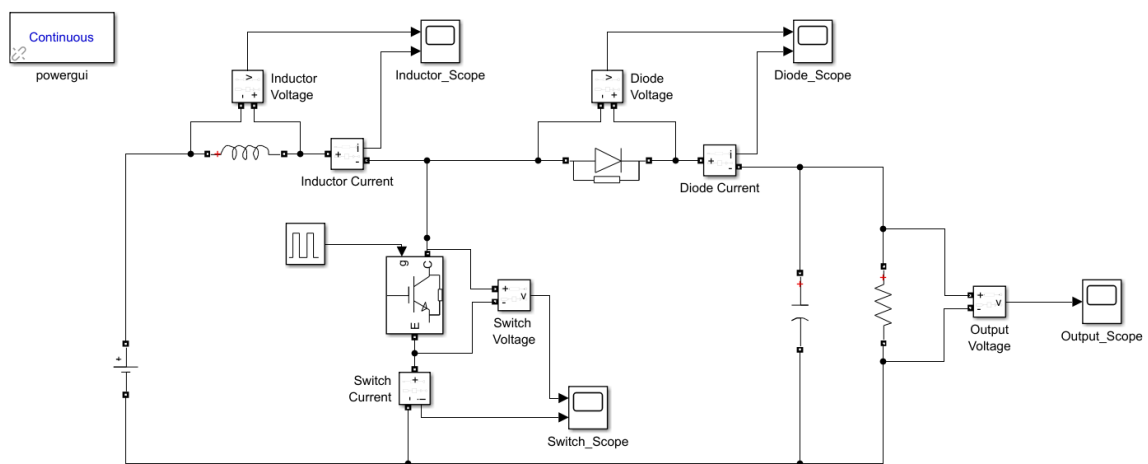 Continuous
powergui
Inductor
Voltage
Inductor_Scope
Inductor Current
Diode
Voltage
Diode_Scope
Diode Current
g
C
E
Switch
Voltage
Switch
Current
Switch_Scope
Output
Voltage
Output_Scope
v
+
-
i
+
-
v
+
-
i
+
-
+
-
v
+
-
i
+
-
v
+
+
+
+